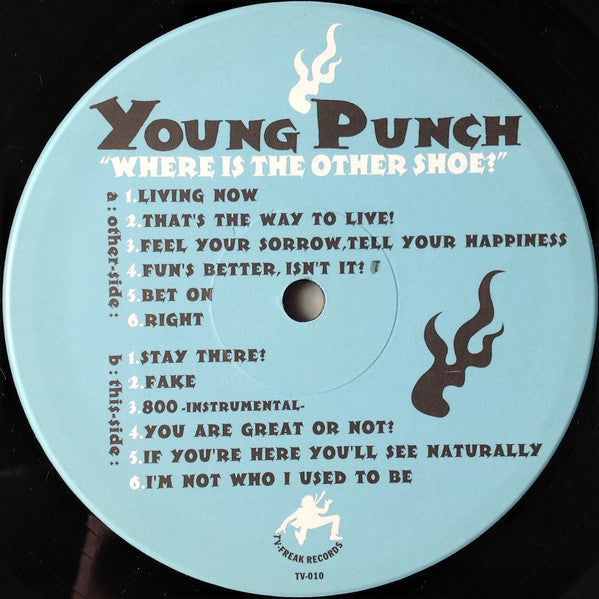 YOUNG PUNCH
"WHERE IS THE OTHER SHOE?"
a:other-side:
1.LIVING NOW
2.THAT'S THE WAY TO LIVE!
3.FEEL YOUR SORROW,TELL YOUR HAPPINESS
4.FUN'S BETTER, ISN'T IT?
5.BET ON
6.RIGHT
b:this-side:
1.STAY THERE?
2.FAKE
3.800 -INSTRUMENTAL-
4.YOU ARE GREAT OR NOT?
5.IF YOU'RE HERE YOU'LL SEE NATURALLY
6.I'M NOT WHO I USED TO BE
TV-FREAK RECORDS
TV-010